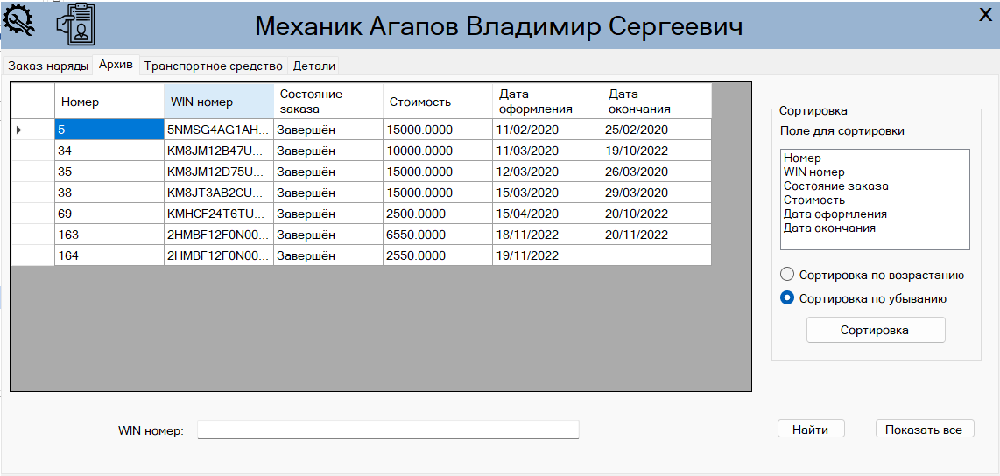 Механик Агапов Владимир Сергеевич
X
Заказ-наряды Архив Транспортное средство Детали
Номер WIN номер Состояние заказа Стоимость Дата оформления Дата окончания
5 5NMSG4AG1AH... Завершён 15000.0000 11/02/2020 25/02/2020
34 KM8JM12B47U... Завершён 10000.0000 11/03/2020 19/10/2022
35 KM8JM12D75U... Завершён 15000.0000 12/03/2020 26/03/2020
38 KM8JT3AB2CU... Завершён 15000.0000 15/03/2020 29/03/2020
69 KMHCF24T6TU... Завершён 2500.0000 15/04/2020 20/10/2022
163 2HMBF12F0N00... Завершён 6550.0000 18/11/2022 20/11/2022
164 2HMBF12F0N00... Завершён 2550.0000 19/11/2022
Сортировка
Поле для сортировки
Номер
WIN номер
Состояние заказа
Стоимость
Дата оформления
Дата окончания
Сортировка по возрастанию
Сортировка по убыванию
Сортировка
WIN номер:
Найти
Показать все